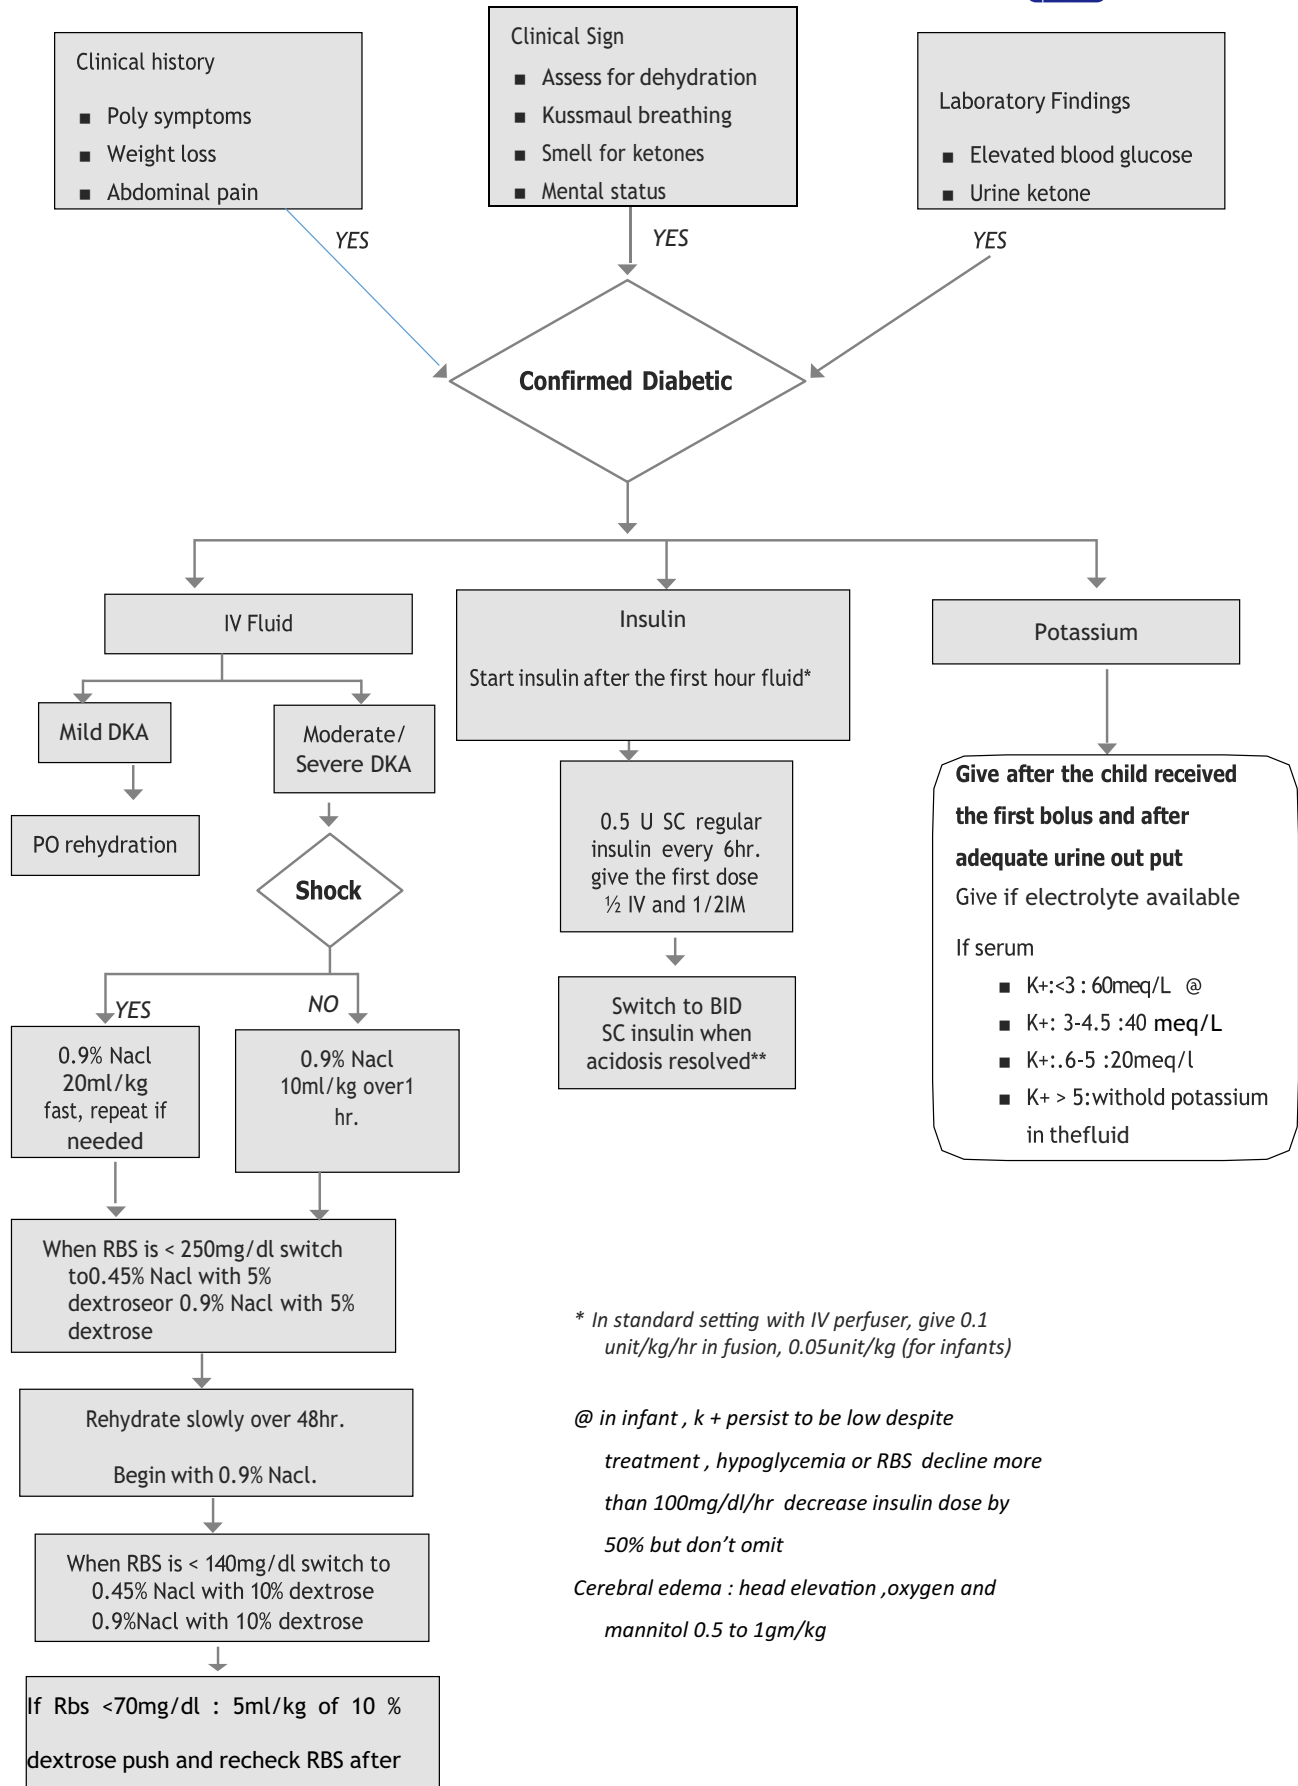 Clinical history
■ Poly symptoms
■ Weight loss
■ Abdominal pain
Clinical Sign
■ Assess for dehydration
■ Kussmaul breathing
■ Smell for ketones
■ Mental status
Laboratory Findings
■ Elevated blood glucose
■ Urine ketone
YES
YES
YES
Confirmed Diabetic
IV Fluid
Mild DKA
PO rehydration
Moderate/
Severe DKA
Shock
YES
NO
0.9% Nacl
20ml/kg
fast, repeat if
needed
0.9% Nacl
10ml/kg over1
hr.
When RBS is < 250mg/dl switch
to0.45% Nacl with 5%
dextroseor 0.9% Nacl with 5%
dextrose
Rehydrate slowly over 48hr.
Begin with 0.9% Nacl.
When RBS is < 140mg/dl switch to
0.45% Nacl with 10% dextrose
0.9%Nacl with 10% dextrose
If Rbs <70mg/dl : 5ml/kg of 10 %
dextrose push and recheck RBS after
Insulin
Start insulin after the first hour fluid*
0.5 U SC regular
insulin every 6hr.
give the first dose
½ IV and 1/2IM
Switch to BID
SC insulin when
acidosis resolved**
Potassium
Give after the child received
the first bolus and after
adequate urine out put
Give if electrolyte available
If serum
■ K+:<3 : 60meq/L @
■ K+: 3-4.5 :40 meq/L
■ K+:.6-5 :20meq/l
■ K+ > 5:withold potassium
in thefluid
* In standard setting with IV perfuser, give 0.1
unit/kg/hr in fusion, 0.05unit/kg (for infants)
@ in infant , k + persist to be low despite
treatment , hypoglycemia or RBS decline more
than 100mg/dl/hr decrease insulin dose by
50% but don’t omit
Cerebral edema : head elevation ,oxygen and
mannitol 0.5 to 1gm/kg